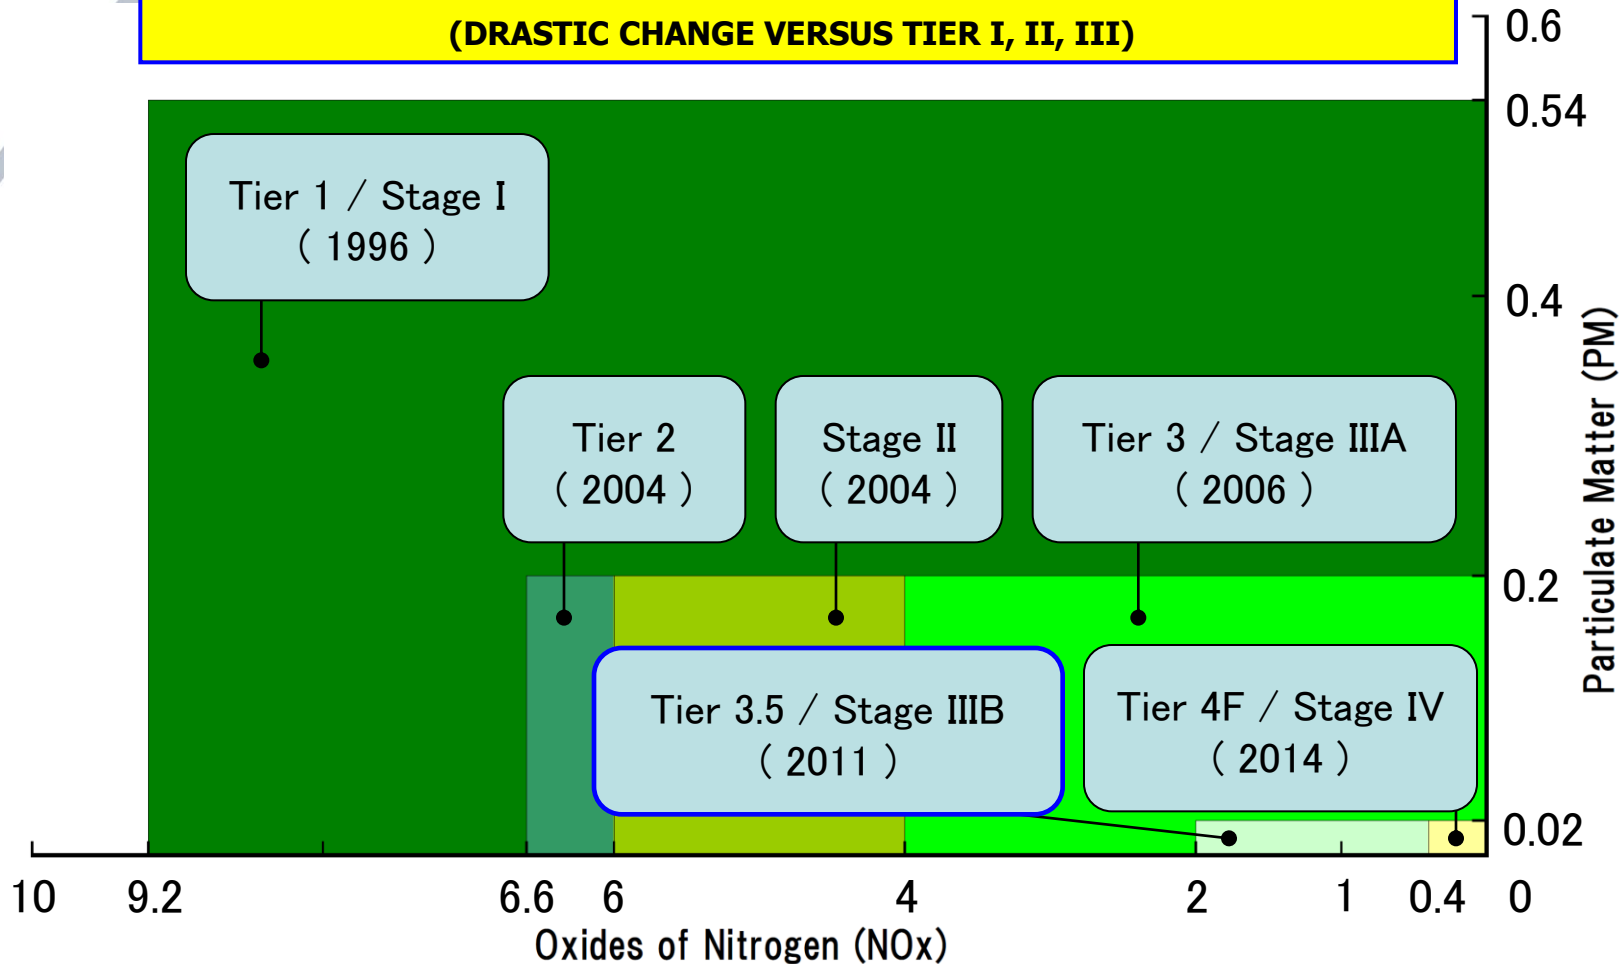 (DRASTIC CHANGE VERSUS TIER I, II, III)
0.6
0.54
Tier 1 / Stage I
( 1996 )
0.4
Tier 2
( 2004 )
Stage II
( 2004 )
Tier 3 / Stage IIIA
( 2006 )
Particulate Matter (PM)
0.2
Tier 3.5 / Stage IIIB
( 2011 )
Tier 4F / Stage IV
( 2014 )
0.02
10 9.2 6.6 6 4 2 1 0.4 0
Oxides of Nitrogen (NOx)